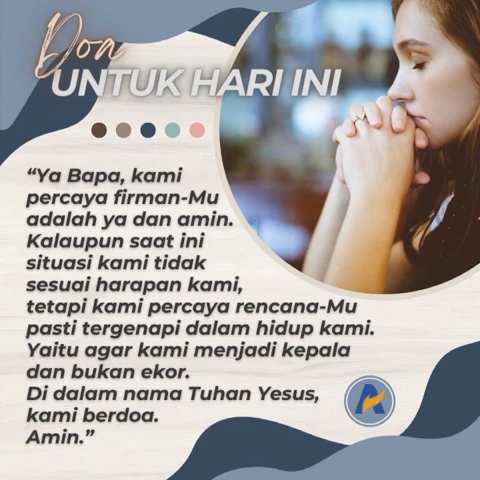 Doa
UNTUK HARI INI
“Ya Bapa, kami
percaya firman-Mu
adalah ya dan amin.
Kalaupun saat ini
situasi kami tidak
sesuai harapan kami,
tetapi kami percaya rencana-Mu
pasti tergenapi dalam hidup kami.
Yaitu agar kami menjadi kepala
dan bukan ekor.
Di dalam nama Tuhan Yesus,
kami berdoa.
Amin.”